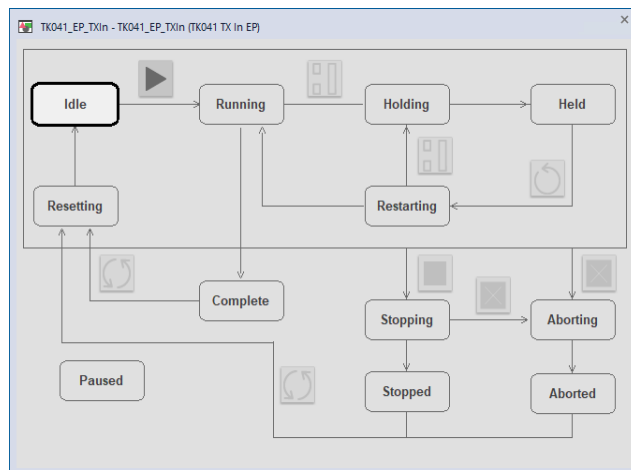 TK041_EP_TXIn - TK041_EP_TXIn (TK041 TX In EP)
Idle
Running
Holding
Held
Resetting
Restarting
Complete
Stopping
Aborting
Paused
Stopped
Aborted